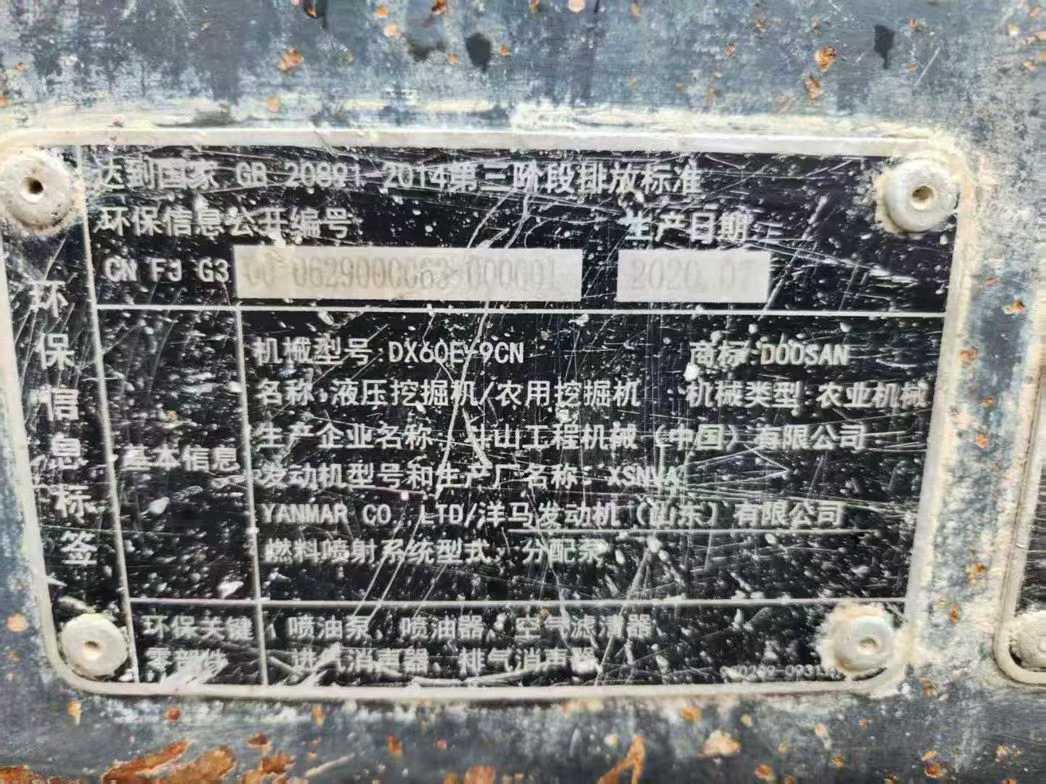 达到国家 GB 20891-2014第三阶段排放标准
环保信息公开编号 生产日期
CN FJ G3 00 0629000063 000001 2020.07
环保信息标签
基本信息
机械型号:DX60E-9CN 商标:DOOSAN
名称:液压挖掘机/农用挖掘机 机械类型:农业机械
生产企业名称:斗山工程机械(中国)有限公司
发动机型号和生产厂名称:
YANMAR CO.,LTD/洋马发动机(山东)有限公司
燃料喷射系统型式:分配泵
环保关键零部件
喷油泵、喷油器、空气滤清器
进气消声器、排气消声器